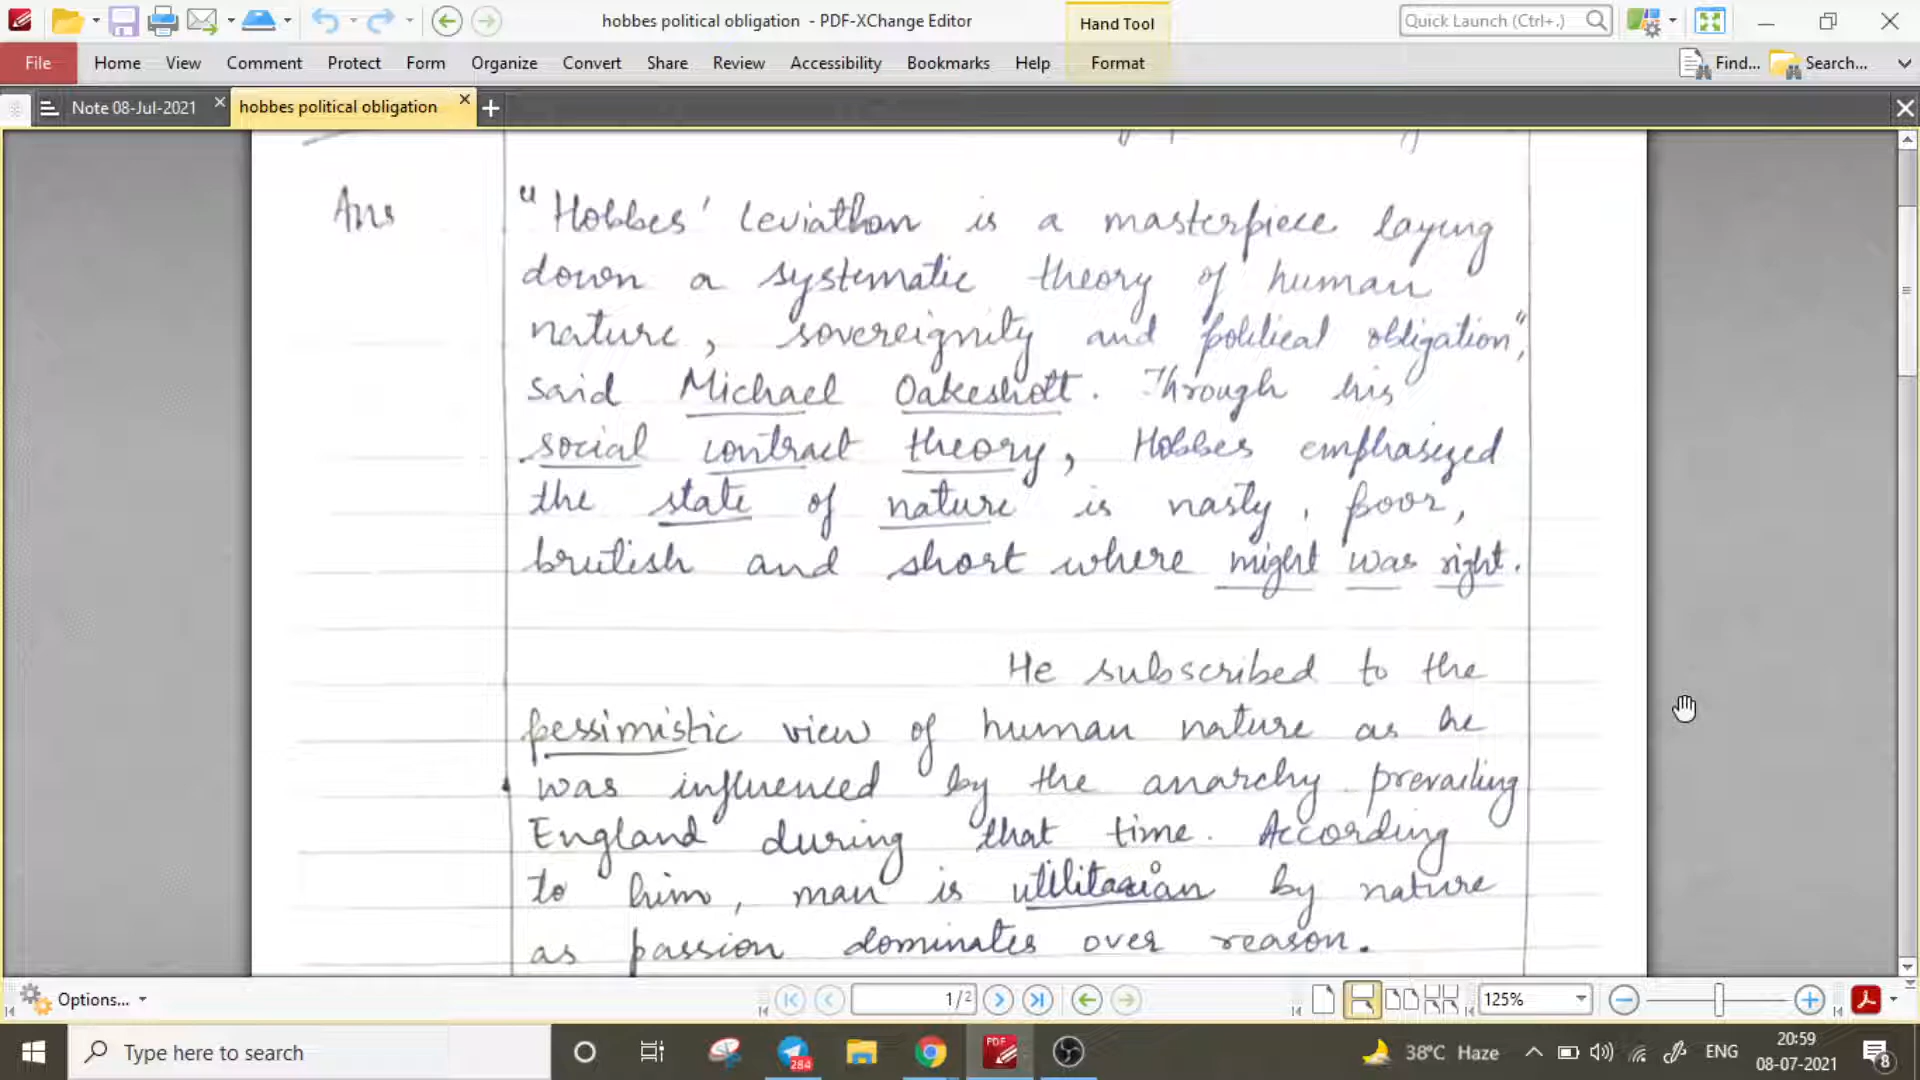 hobbes political obligation - PDF-XChange Editor
Hand Tool
Quick Launch (Ctrl+.)
File Home View Comment Protect Form Organize Convert Share Review Accessibility Bookmarks Help Format Find... Search...
Note 08-Jul-2021 hobbes political obligation
Ans
"Hobbes' Leviathan is a masterpiece laying
down a systematic theory of human
nature, sovereignity and political obligation",
said Michael Oakeshott. Through his
social contract theory, Hobbes emphasized
the state of nature is nasty, poor,
brutish and short where might was right.
He subscribed to the
pessimistic view of human nature as he
was influenced by the anarchy prevailing
England during that time. According
to him, man is utilitarian by nature
as passion dominates over reason.
Options... 1/2 125%
Type here to search
284
PDF
38°C Haze
ENG
20:59
08-07-2021
8